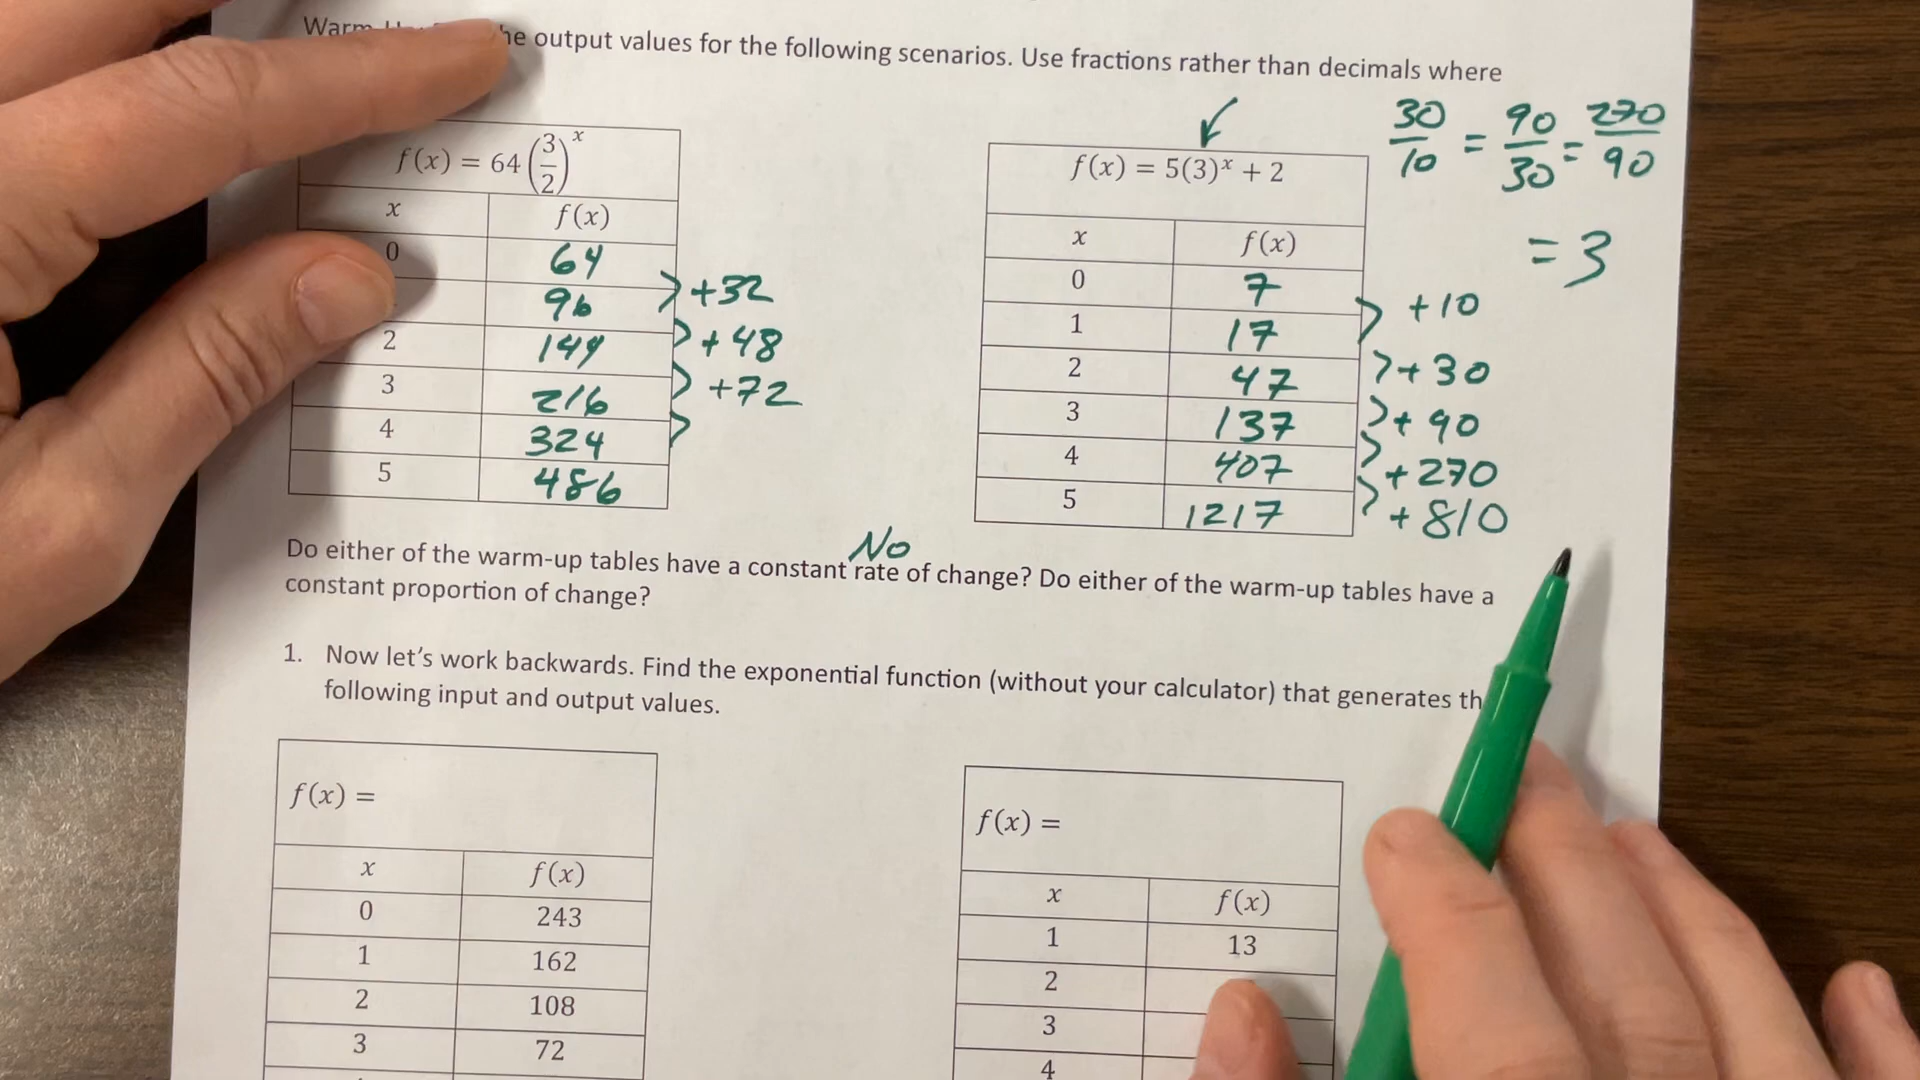 output values for the following scenarios. Use fractions rather than decimals where
f(x) = 64(3/2)^x
x f(x)
0 64
96
2 144
3 216
4 324
5 486
+32
+48
+72
f(x) = 5(3)^x + 2
x f(x)
0 7
1 17
2 47
3 137
4 407
5 1217
+10
+30
+90
+270
+810
30/10 = 90/30 = 270/90
= 3
No
Do either of the warm-up tables have a constant rate of change? Do either of the warm-up tables have a
constant proportion of change?
1. Now let's work backwards. Find the exponential function (without your calculator) that generates th
following input and output values.
f(x) =
x f(x)
0 243
1 162
2 108
3 72
f(x) =
x f(x)
1 13
2
3
4